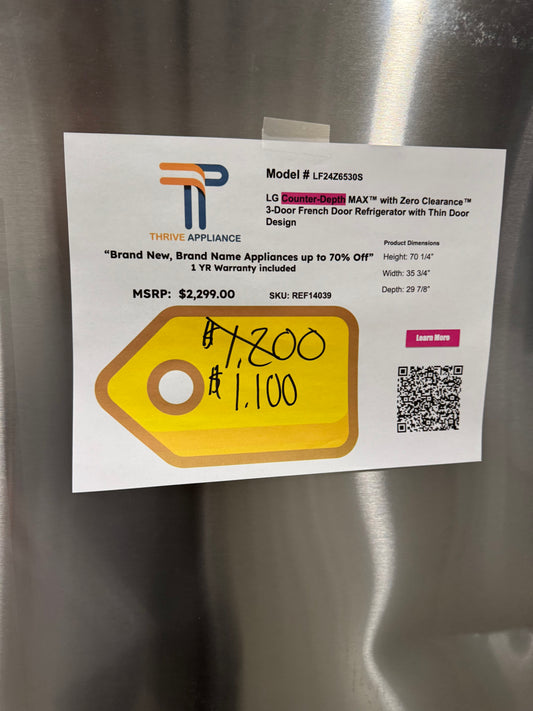 Model # LF24Z6530S
LG Counter-Depth MAX™ with Zero Clearance™
3-Door French Door Refrigerator with Thin Door
Design
THRIVE APPLIANCE
“Brand New, Brand Name Appliances up to 70% Off”
1 YR Warranty included
MSRP: $2,299.00
SKU: REF14039
Product Dimensions
Height: 70 1/4”
Width: 35 3/4”
Depth: 29 7/8”
Learn More
$1,200
$1.100